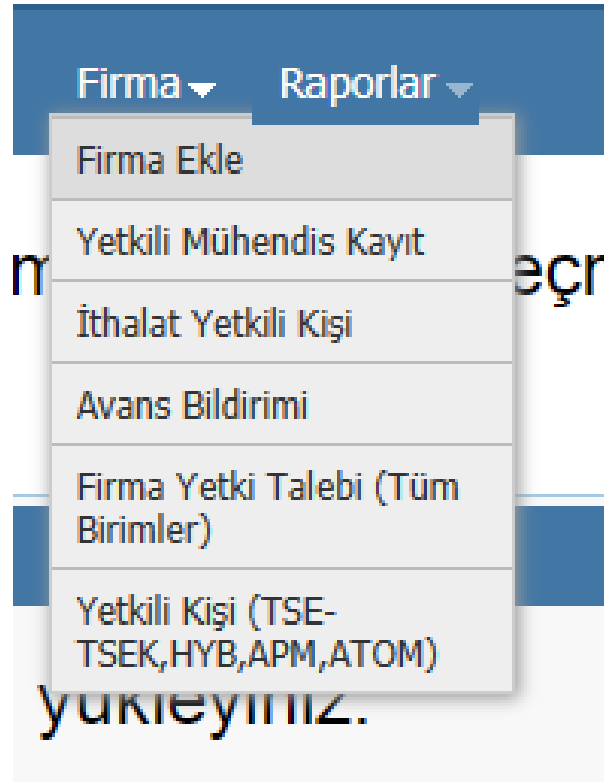 Firma Raporlar
Firma Ekle
Yetkili Mühendis Kayıt
İthalat Yetkili Kişi
Avans Bildirimi
Firma Yetki Talebi (Tüm
Birimler)
Yetkili Kişi (TSE-
TSEK,HYB,APM,ATOM)
yükleyiniz.